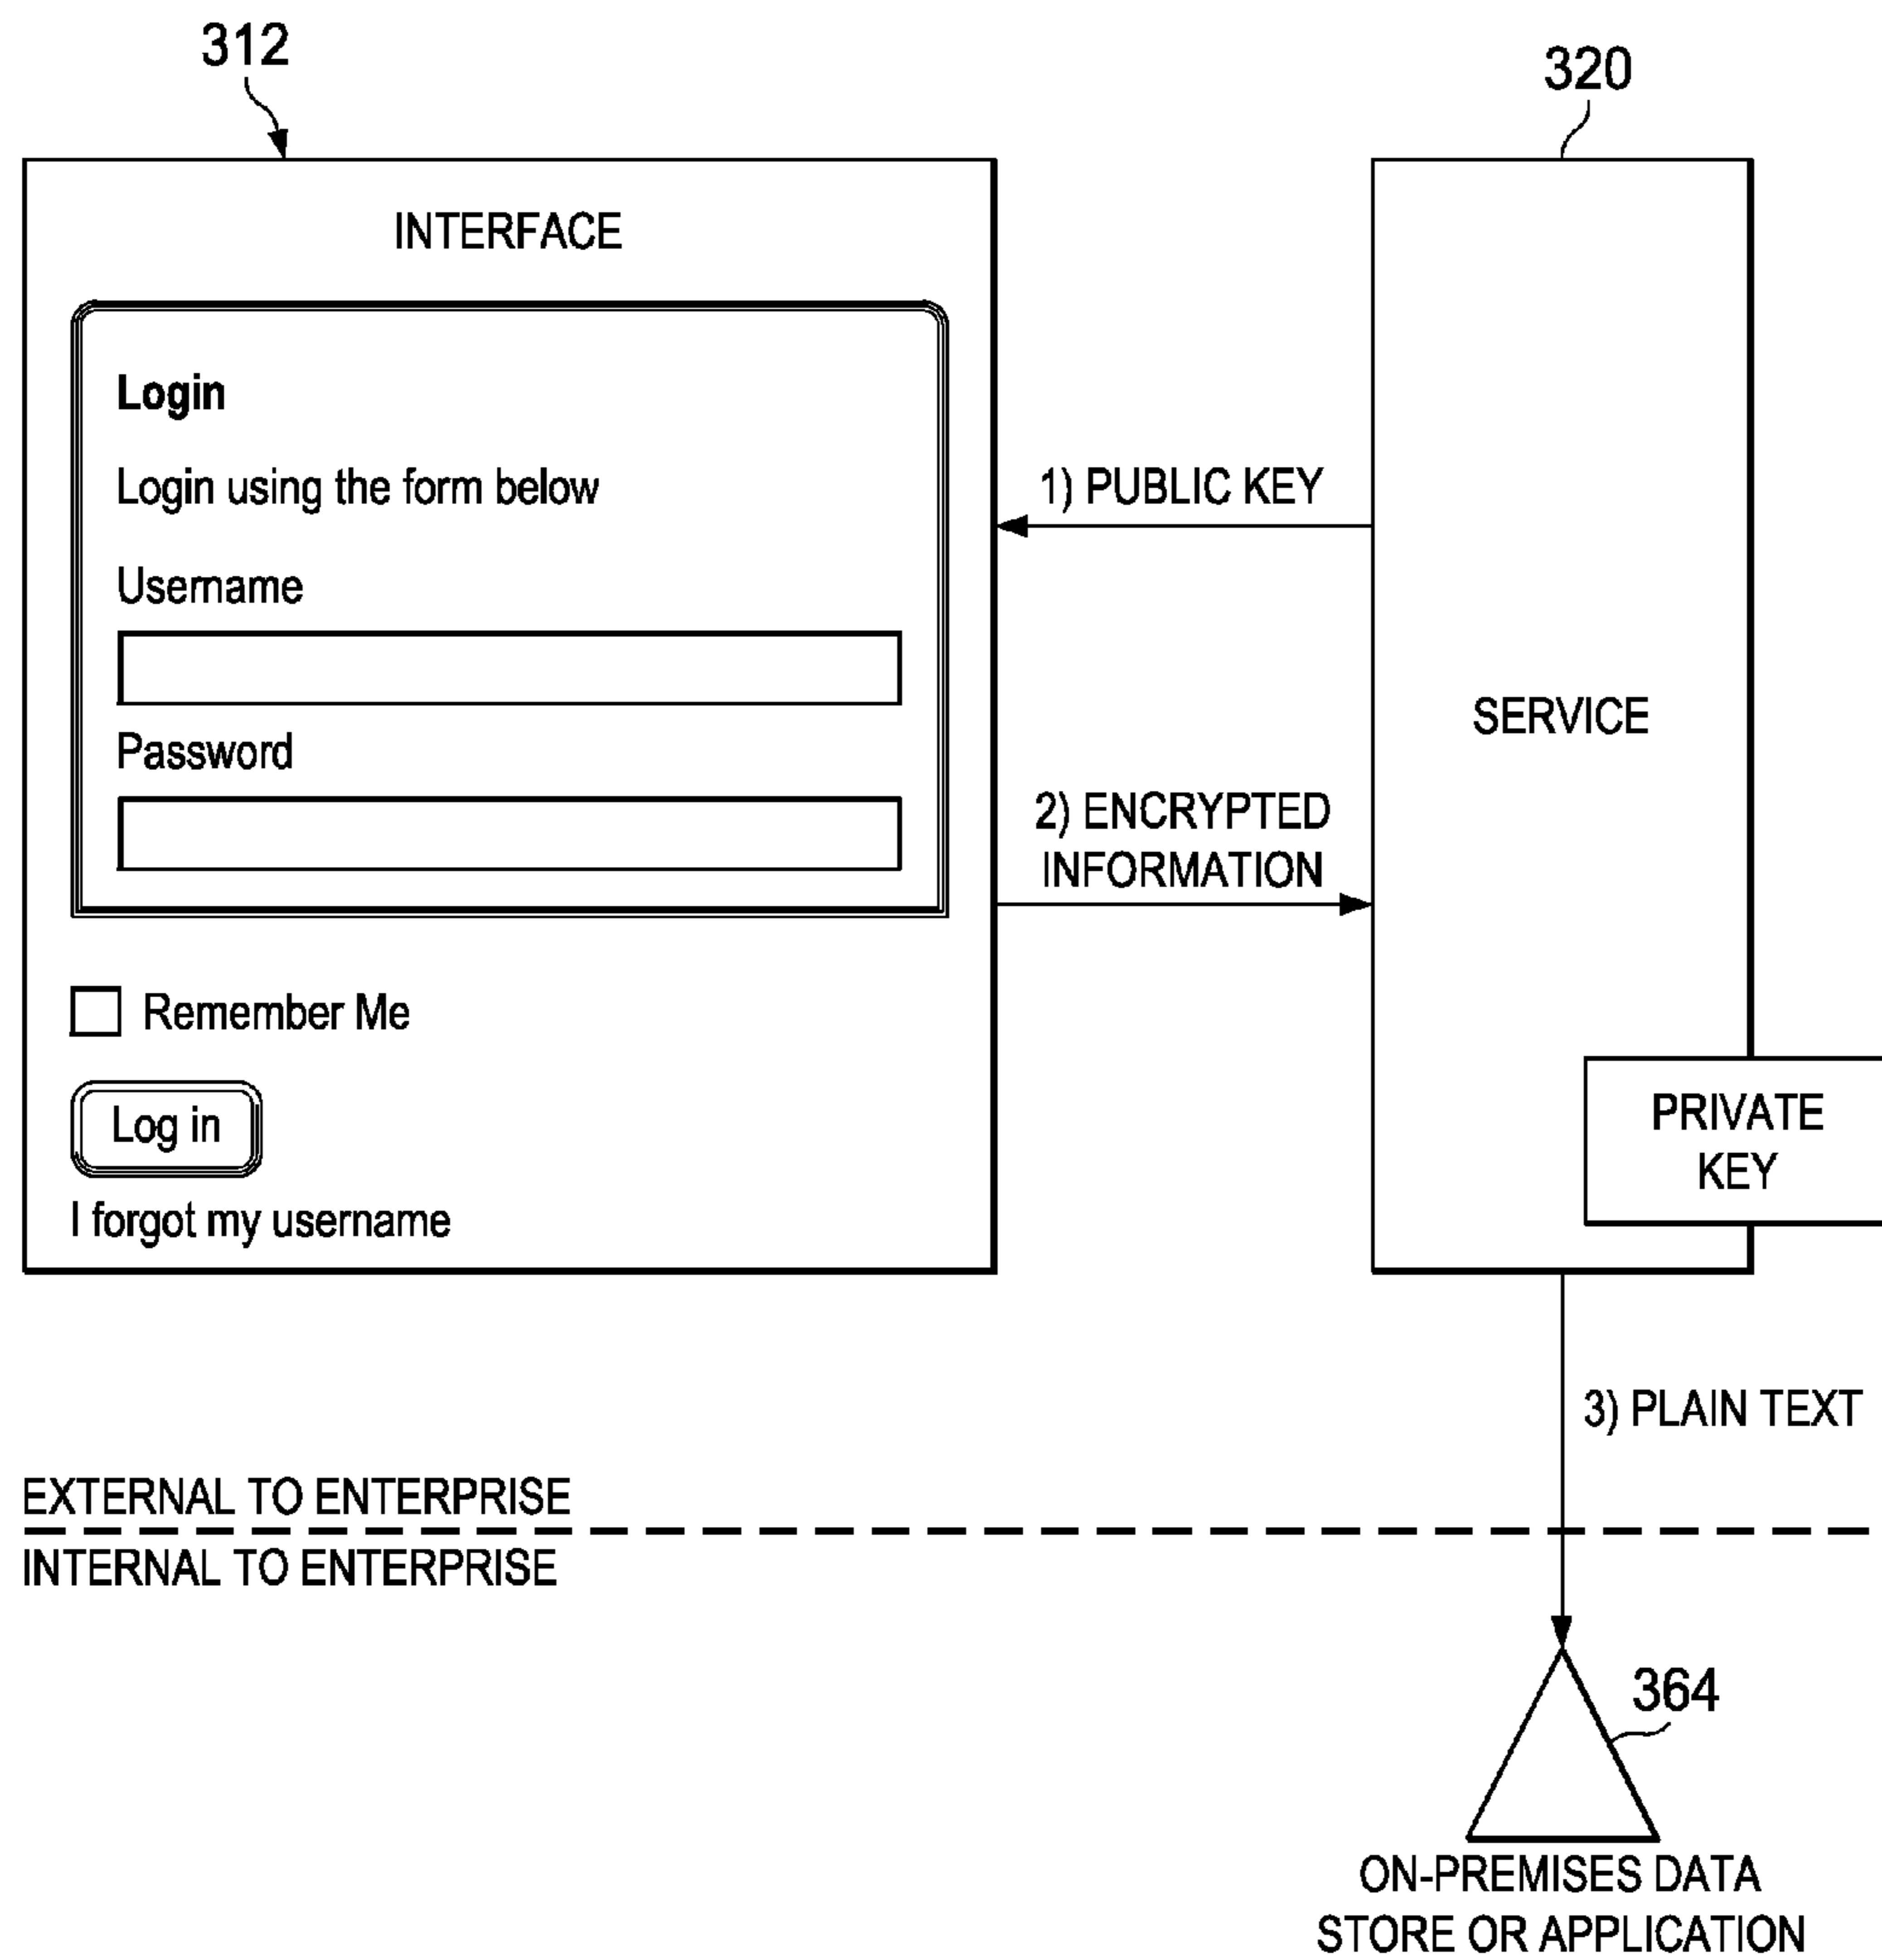 312
320
INTERFACE
Login
Login using the form below
Username
Password
Remember Me
Log in
I forgot my username
1) PUBLIC KEY
2) ENCRYPTED
INFORMATION
SERVICE
PRIVATE
KEY
3) PLAIN TEXT
EXTERNAL TO ENTERPRISE
INTERNAL TO ENTERPRISE
364
ON-PREMISES DATA
STORE OR APPLICATION